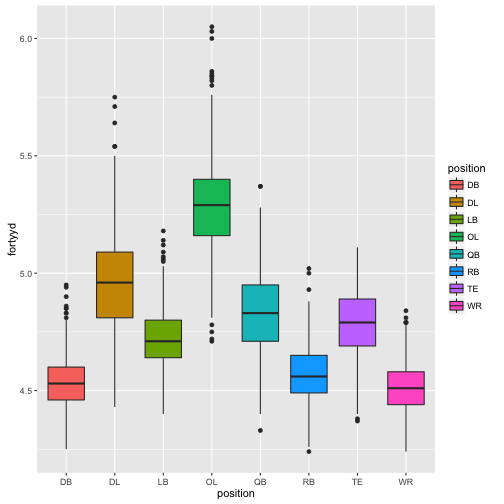 6.0
5.5
5.0
4.5
fortyyd
DB DL LB OL QB RB TE WR
position
position
DB
DL
LB
OL
QB
RB
TE
WR